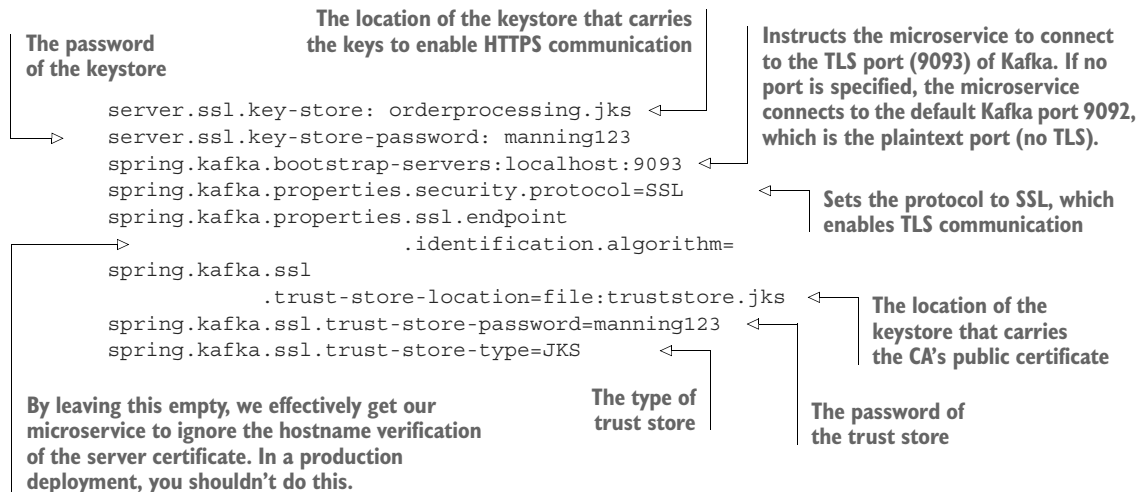 The location of the keystore that carries
the keys to enable HTTPS communication
The password
of the keystore
Instructs the microservice to connect
to the TLS port (9093) of Kafka. If no
port is specified, the microservice
connects to the default Kafka port 9092,
which is the plaintext port (no TLS).
server.ssl.key-store: orderprocessing.jks
server.ssl.key-store-password: manning123
spring.kafka.bootstrap-servers:localhost:9093
spring.kafka.properties.security.protocol=SSL
spring.kafka.properties.ssl.endpoint
.identification.algorithm=
spring.kafka.ssl
.trust-store-location=file:truststore.jks
spring.kafka.ssl.trust-store-password=manning123
spring.kafka.ssl.trust-store-type=JKS
Sets the protocol to SSL, which
enables TLS communication
The location of the
keystore that carries
the CA's public certificate
The type of
trust store
The password of
the trust store
By leaving this empty, we effectively get our
microservice to ignore the hostname verification
of the server certificate. In a production
deployment, you shouldn't do this.